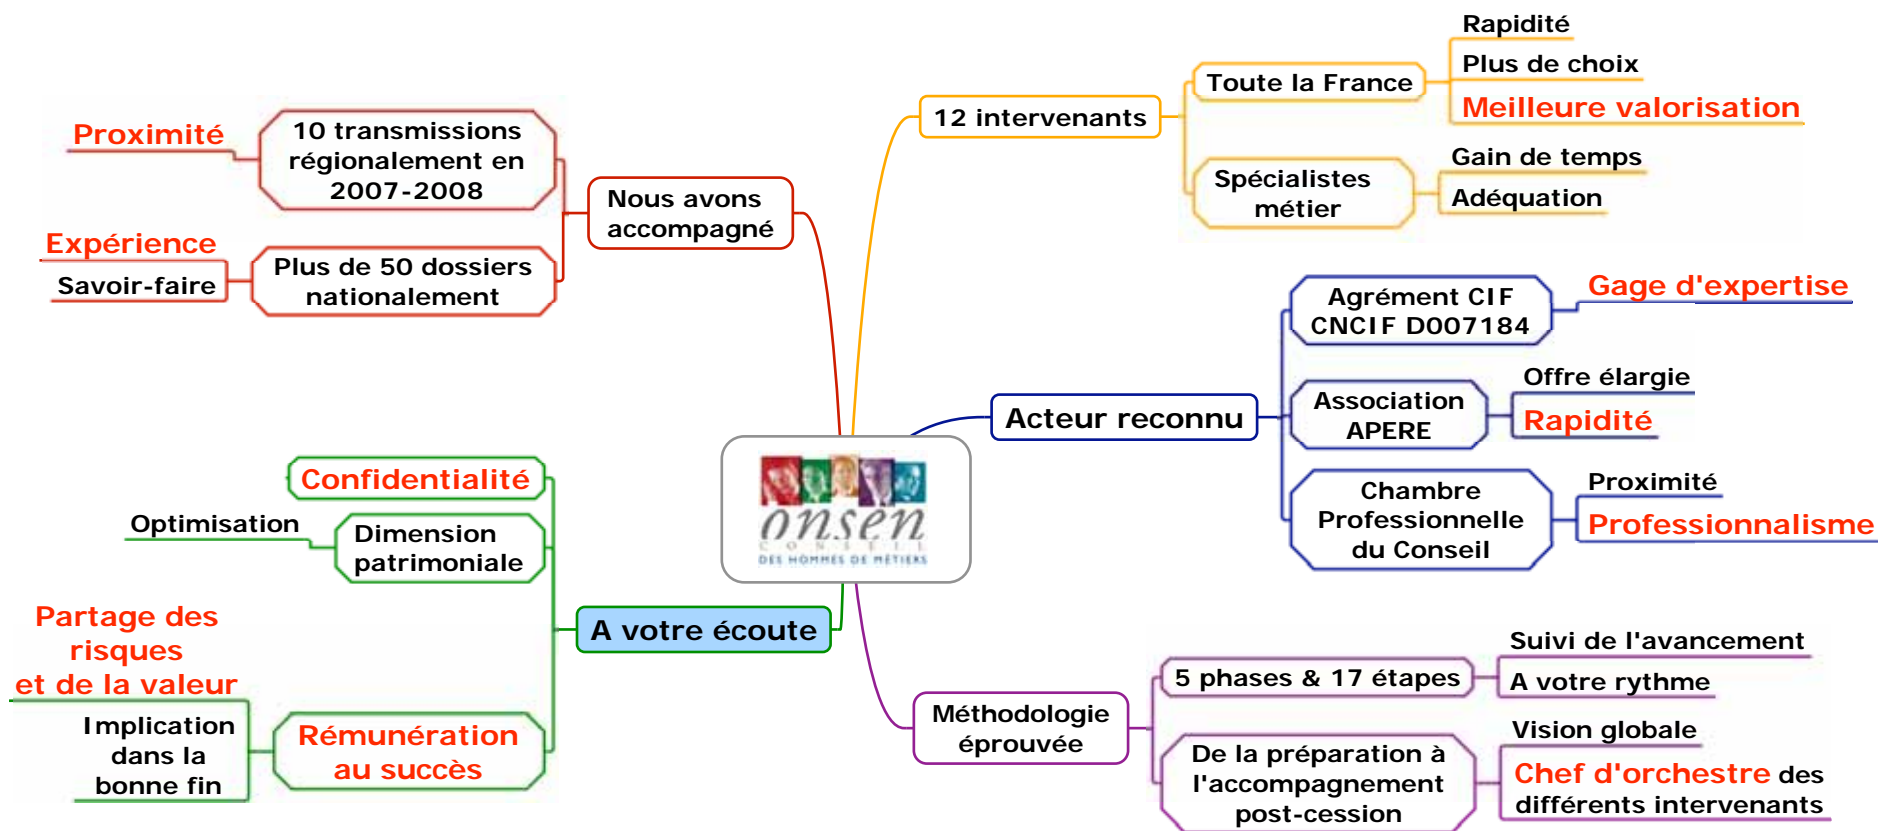 Proximité
10 transmissions
régionalement en
2007-2008
Expérience
Savoir-faire
Plus de 50 dossiers
nationalement
Nous avons
accompagné
12 intervenants
Toute la France
Rapidité
Plus de choix
Meilleure valorisation
Spécialistes
métier
Gain de temps
Adéquation
Acteur reconnu
Agrément CIF
CNCIF D007184
Gage d'expertise
Association
APERE
Offre élargie
Rapidité
Chambre
Professionnelle
du Conseil
Proximité
Professionnalisme
onsen
CONSEIL
DES HOMMES DE MÉTIERS
Confidentialité
Optimisation
Dimension
patrimoniale
A votre écoute
Partage des
risques
et de la valeur
Implication
dans la
bonne fin
Rémunération
au succès
Méthodologie
éprouvée
5 phases & 17 étapes
Suivi de l'avancement
A votre rythme
De la préparation à
l'accompagnement
post-cession
Vision globale
Chef d'orchestre des
différents intervenants